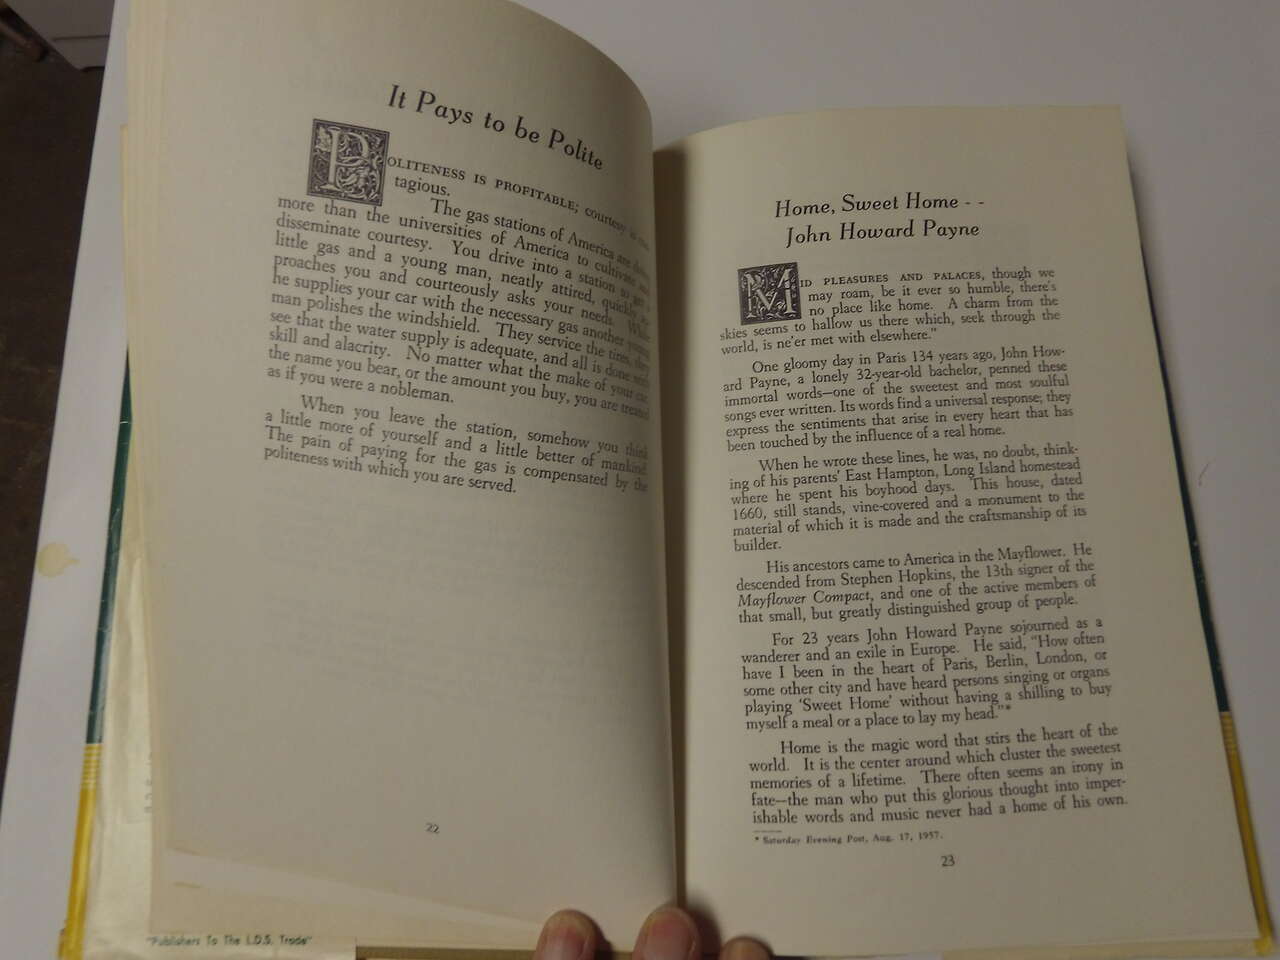 It Pays to be Polite
POLITENESS IS PROFITABLE; courtesy is con-
tagious. The gas stations of America are doing
more than the universities of America to cultivate and
disseminate courtesy. You drive into a station to get a
little gas and a young man, neatly attired, quickly ap-
proaches you and courteously asks your needs. While
he supplies your car with the necessary gas another young
man polishes the windshield. They service the tires, they
see that the water supply is adequate, and all is done with
skill and alacrity. No matter what the make of your car,
the name you bear, or the amount you buy, you are treated
as if you were a nobleman.
When you leave the station, somehow you think
a little more of yourself and a little better of mankind.
The pain of paying for the gas is compensated by the
politeness with which you are served.
22
"Publishers To The L.D.S. Trade"
Home, Sweet Home - -
John Howard Payne
MID PLEASURES AND PALACES, though we
may roam, be it ever so humble, there's
no place like home. A charm from the
skies seems to hallow us there which, seek through the
world, is ne'er met with elsewhere."
One gloomy day in Paris 134 years ago, John How-
ard Payne, a lonely 32-year-old bachelor, penned these
immortal words—one of the sweetest and most soulful
songs ever written. Its words find a universal response; they
express the sentiments that arise in every heart that has
been touched by the influence of a real home.
When he wrote these lines, he was, no doubt, think-
ing of his parents' East Hampton, Long Island homestead
where he spent his boyhood days. This house, dated
1660, still stands, vine-covered and a monument to the
material of which it is made and the craftsmanship of its
builder.
His ancestors came to America in the Mayflower. He
descended from Stephen Hopkins, the 13th signer of the
Mayflower Compact, and one of the active members of
that small, but greatly distinguished group of people.
For 23 years John Howard Payne sojourned as a
wanderer and an exile in Europe. He said, "How often
have I been in the heart of Paris, Berlin, London, or
some other city and have heard persons singing or organs
playing 'Sweet Home' without having a shilling to buy
myself a meal or a place to lay my head."*
Home is the magic word that stirs the heart of the
world. It is the center around which cluster the sweetest
memories of a lifetime. There often seems an irony in
fate—the man who put this glorious thought into imper-
ishable words and music never had a home of his own.
* Saturday Evening Post, Aug. 17, 1957.
23